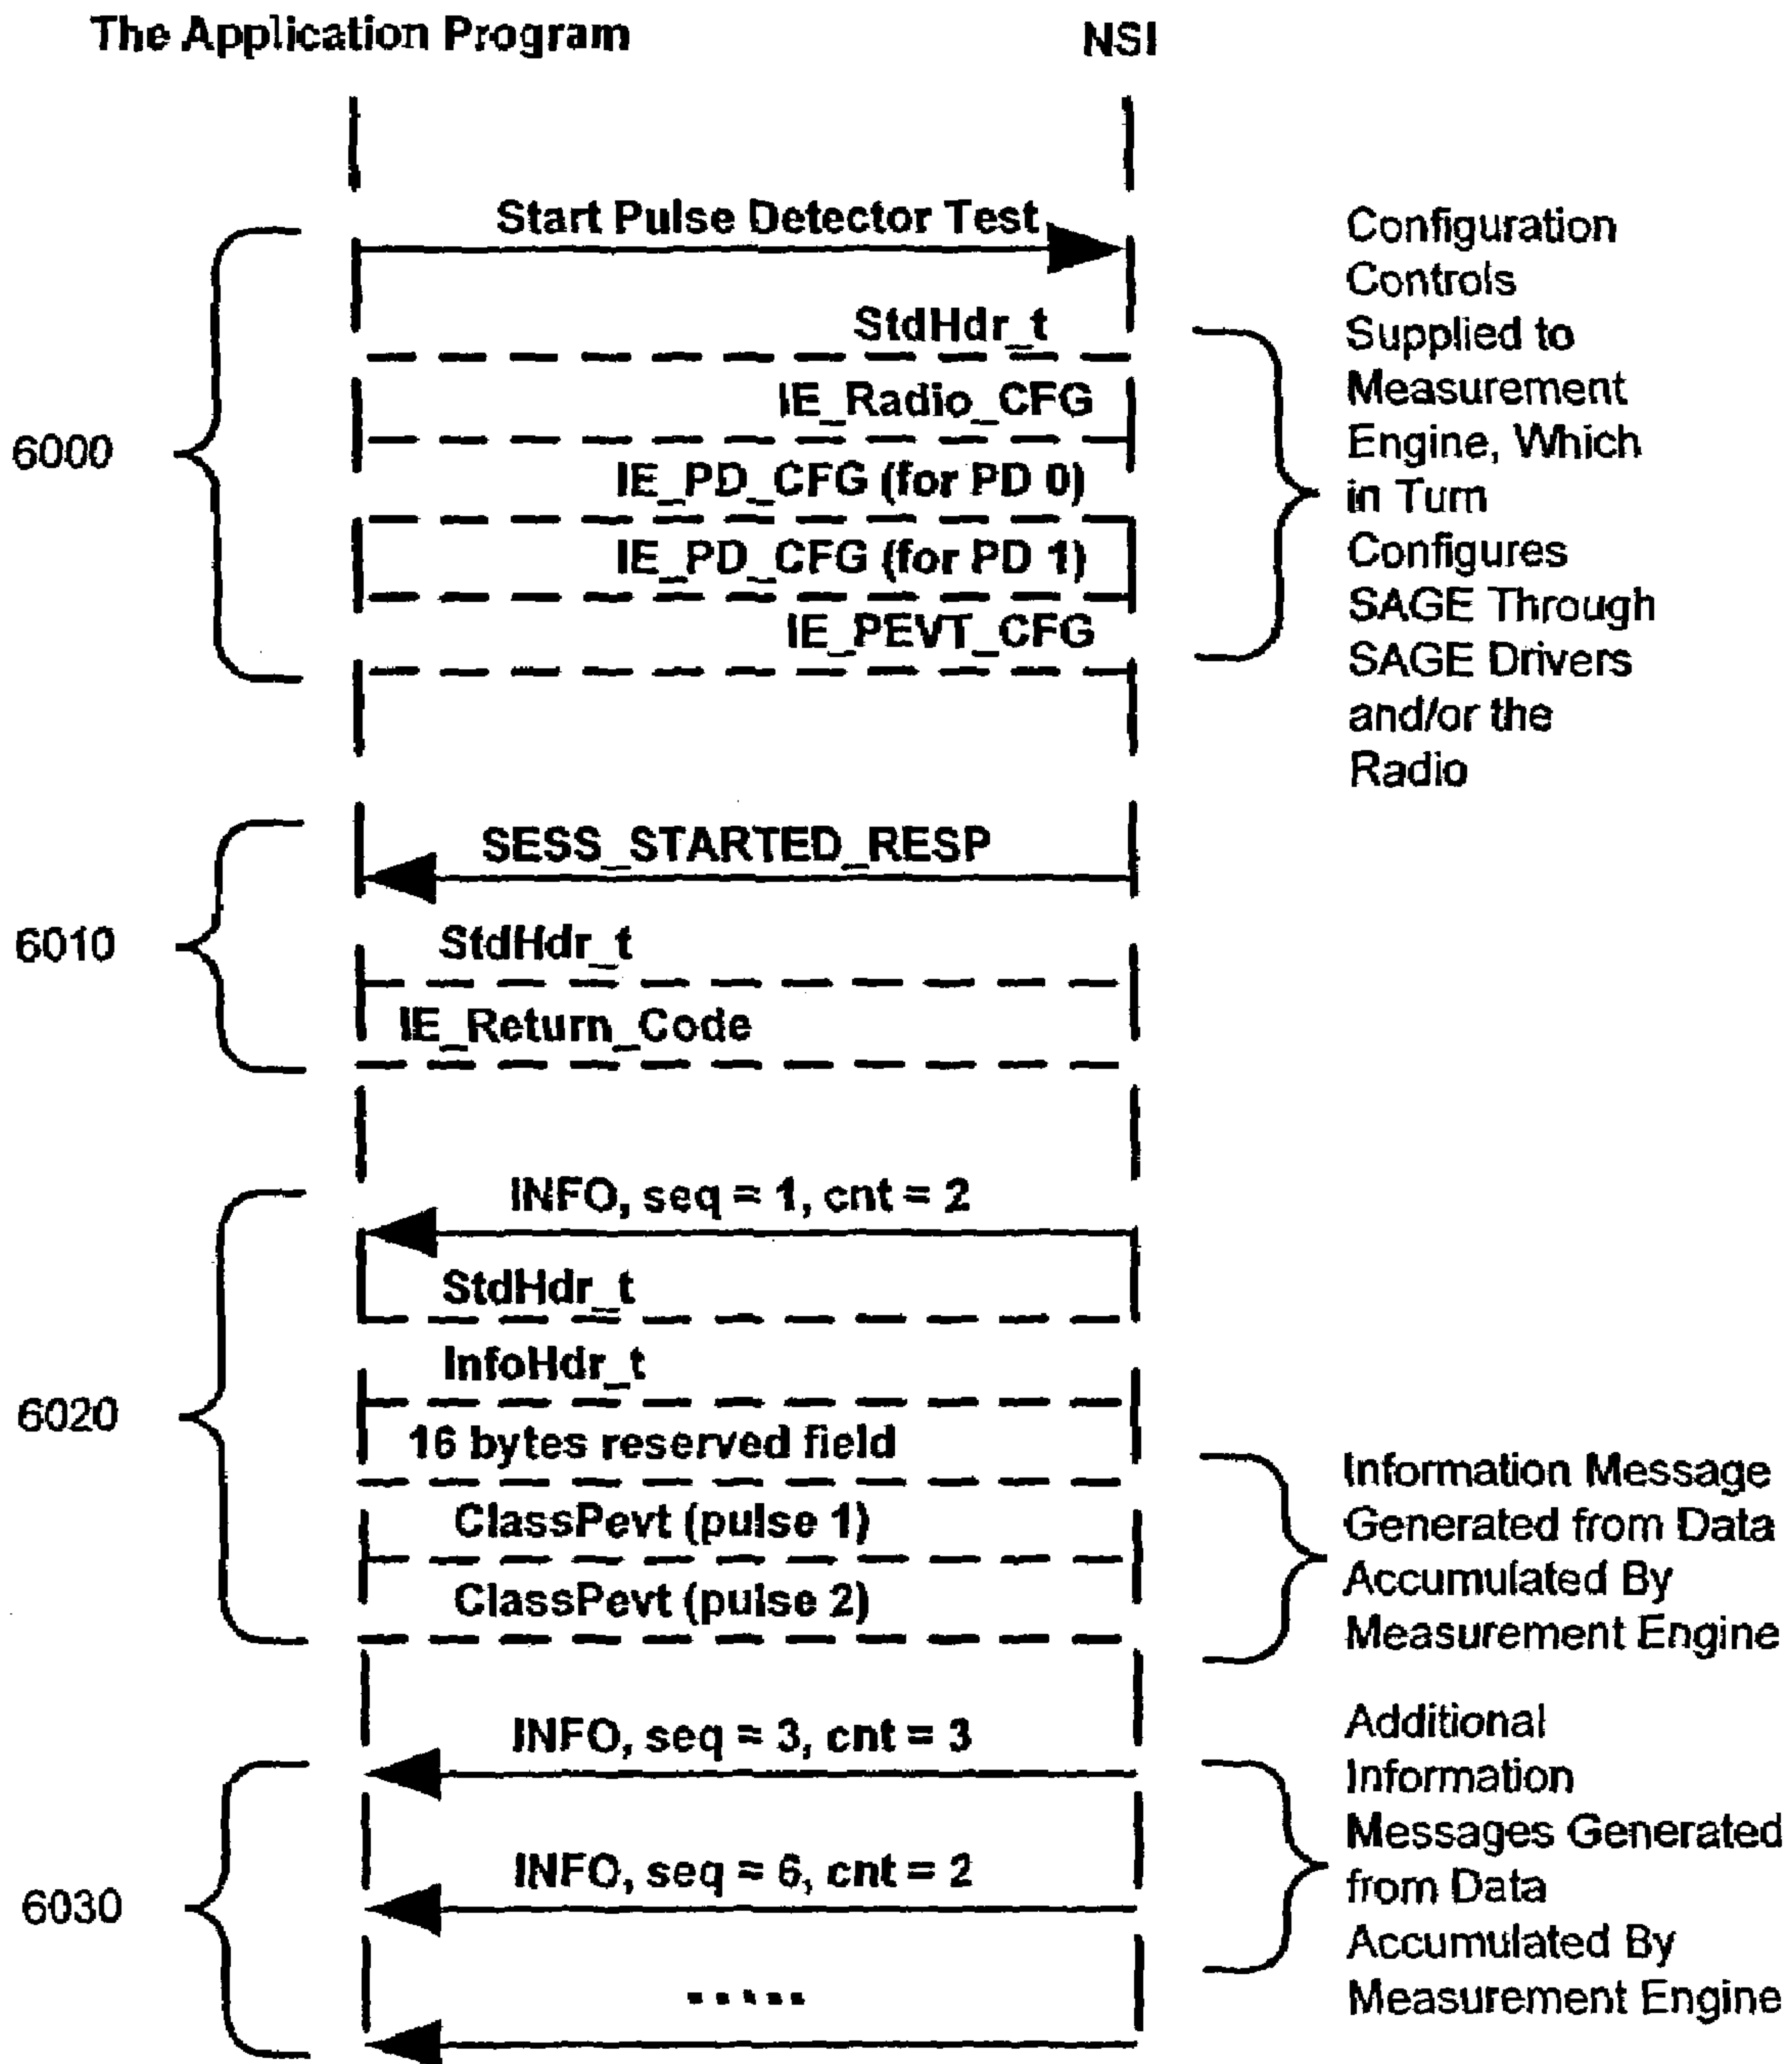 The Application Program
NSI
Start Pulse Detector Test
StdHdr_t
IE_Radio_CFG
IE_PD_CFG (for PD 0)
IE_PD_CFG (for PD 1)
IE_PEVT_CFG
6000
Configuration
Controls
Supplied to
Measurement
Engine, Which
in Turn
Configures
SAGE Through
SAGE Drivers
and/or the
Radio
SESS_STARTED_RESP
StdHdr_t
IE_Return_Code
6010
INFO, seq = 1, cnt = 2
StdHdr_t
InfoHdr_t
16 bytes reserved field
ClassPevt (pulse 1)
ClassPevt (pulse 2)
6020
Information Message
Generated from Data
Accumulated By
Measurement Engine
INFO, seq = 3, cnt = 3
INFO, seq = 6, cnt = 2
.....
6030
Additional
Information
Messages Generated
from Data
Accumulated By
Measurement Engine